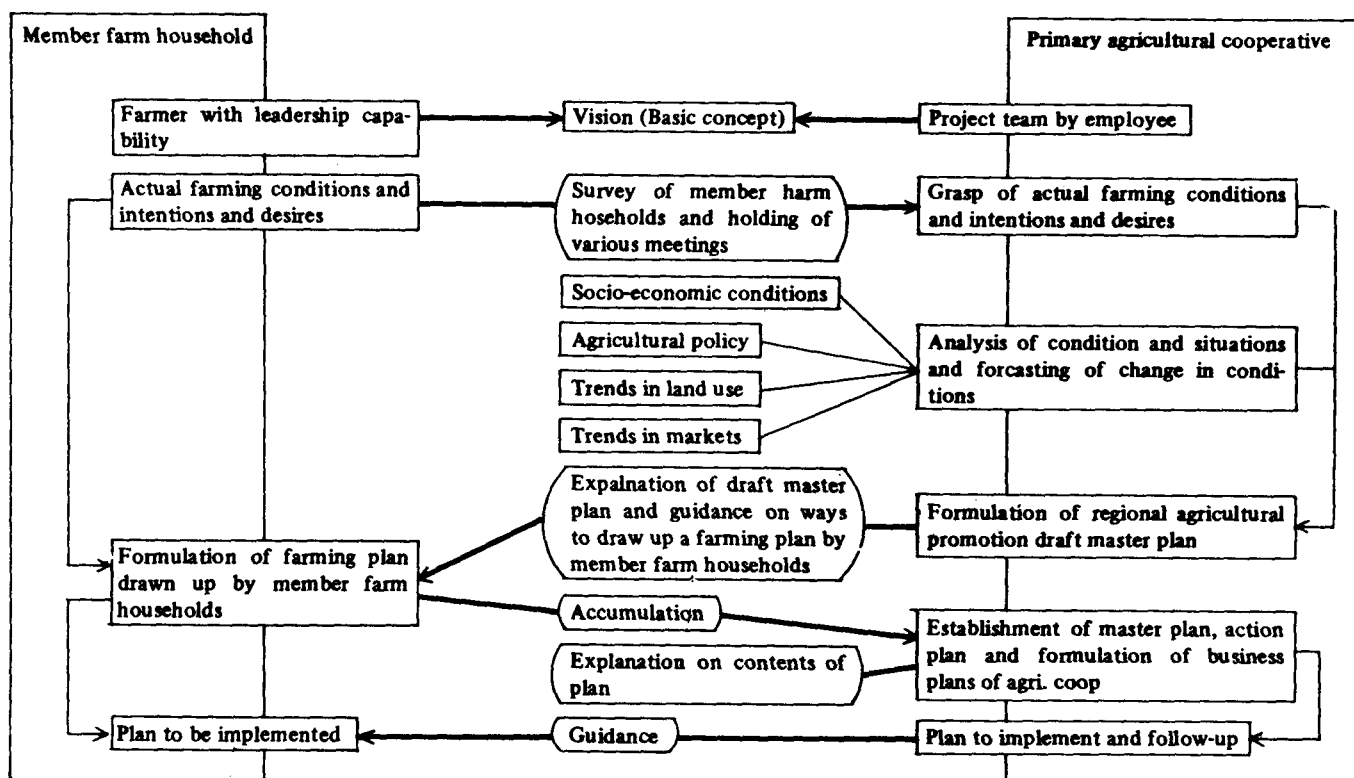 Member farm household
Primary agricultural cooperative
Farmer with leadership capa-
bility
Vision (Basic concept)
Project team by employee
Actual farming conditions and
intentions and desires
Survey of member harm
hoseholds and holding of
various meetings
Grasp of actual farming conditions
and intentions and desires
Socio-economic conditions
Agricultural policy
Trends in land use
Trends in markets
Analysis of condition and situations
and forcasting of change in condi-
tions
Expalnation of draft master
plan and guidance on ways
to draw up a farming plan by
member farm households
Formulation of regional agricultural
promotion draft master plan
Formulation of farming plan
drawn up by member farm
households
Accumulation
Explanation on contents of
plan
Establishment of master plan, action
plan and formulation of business
plans of agri. coop
Plan to be implemented
Guidance
Plan to implement and follow-up